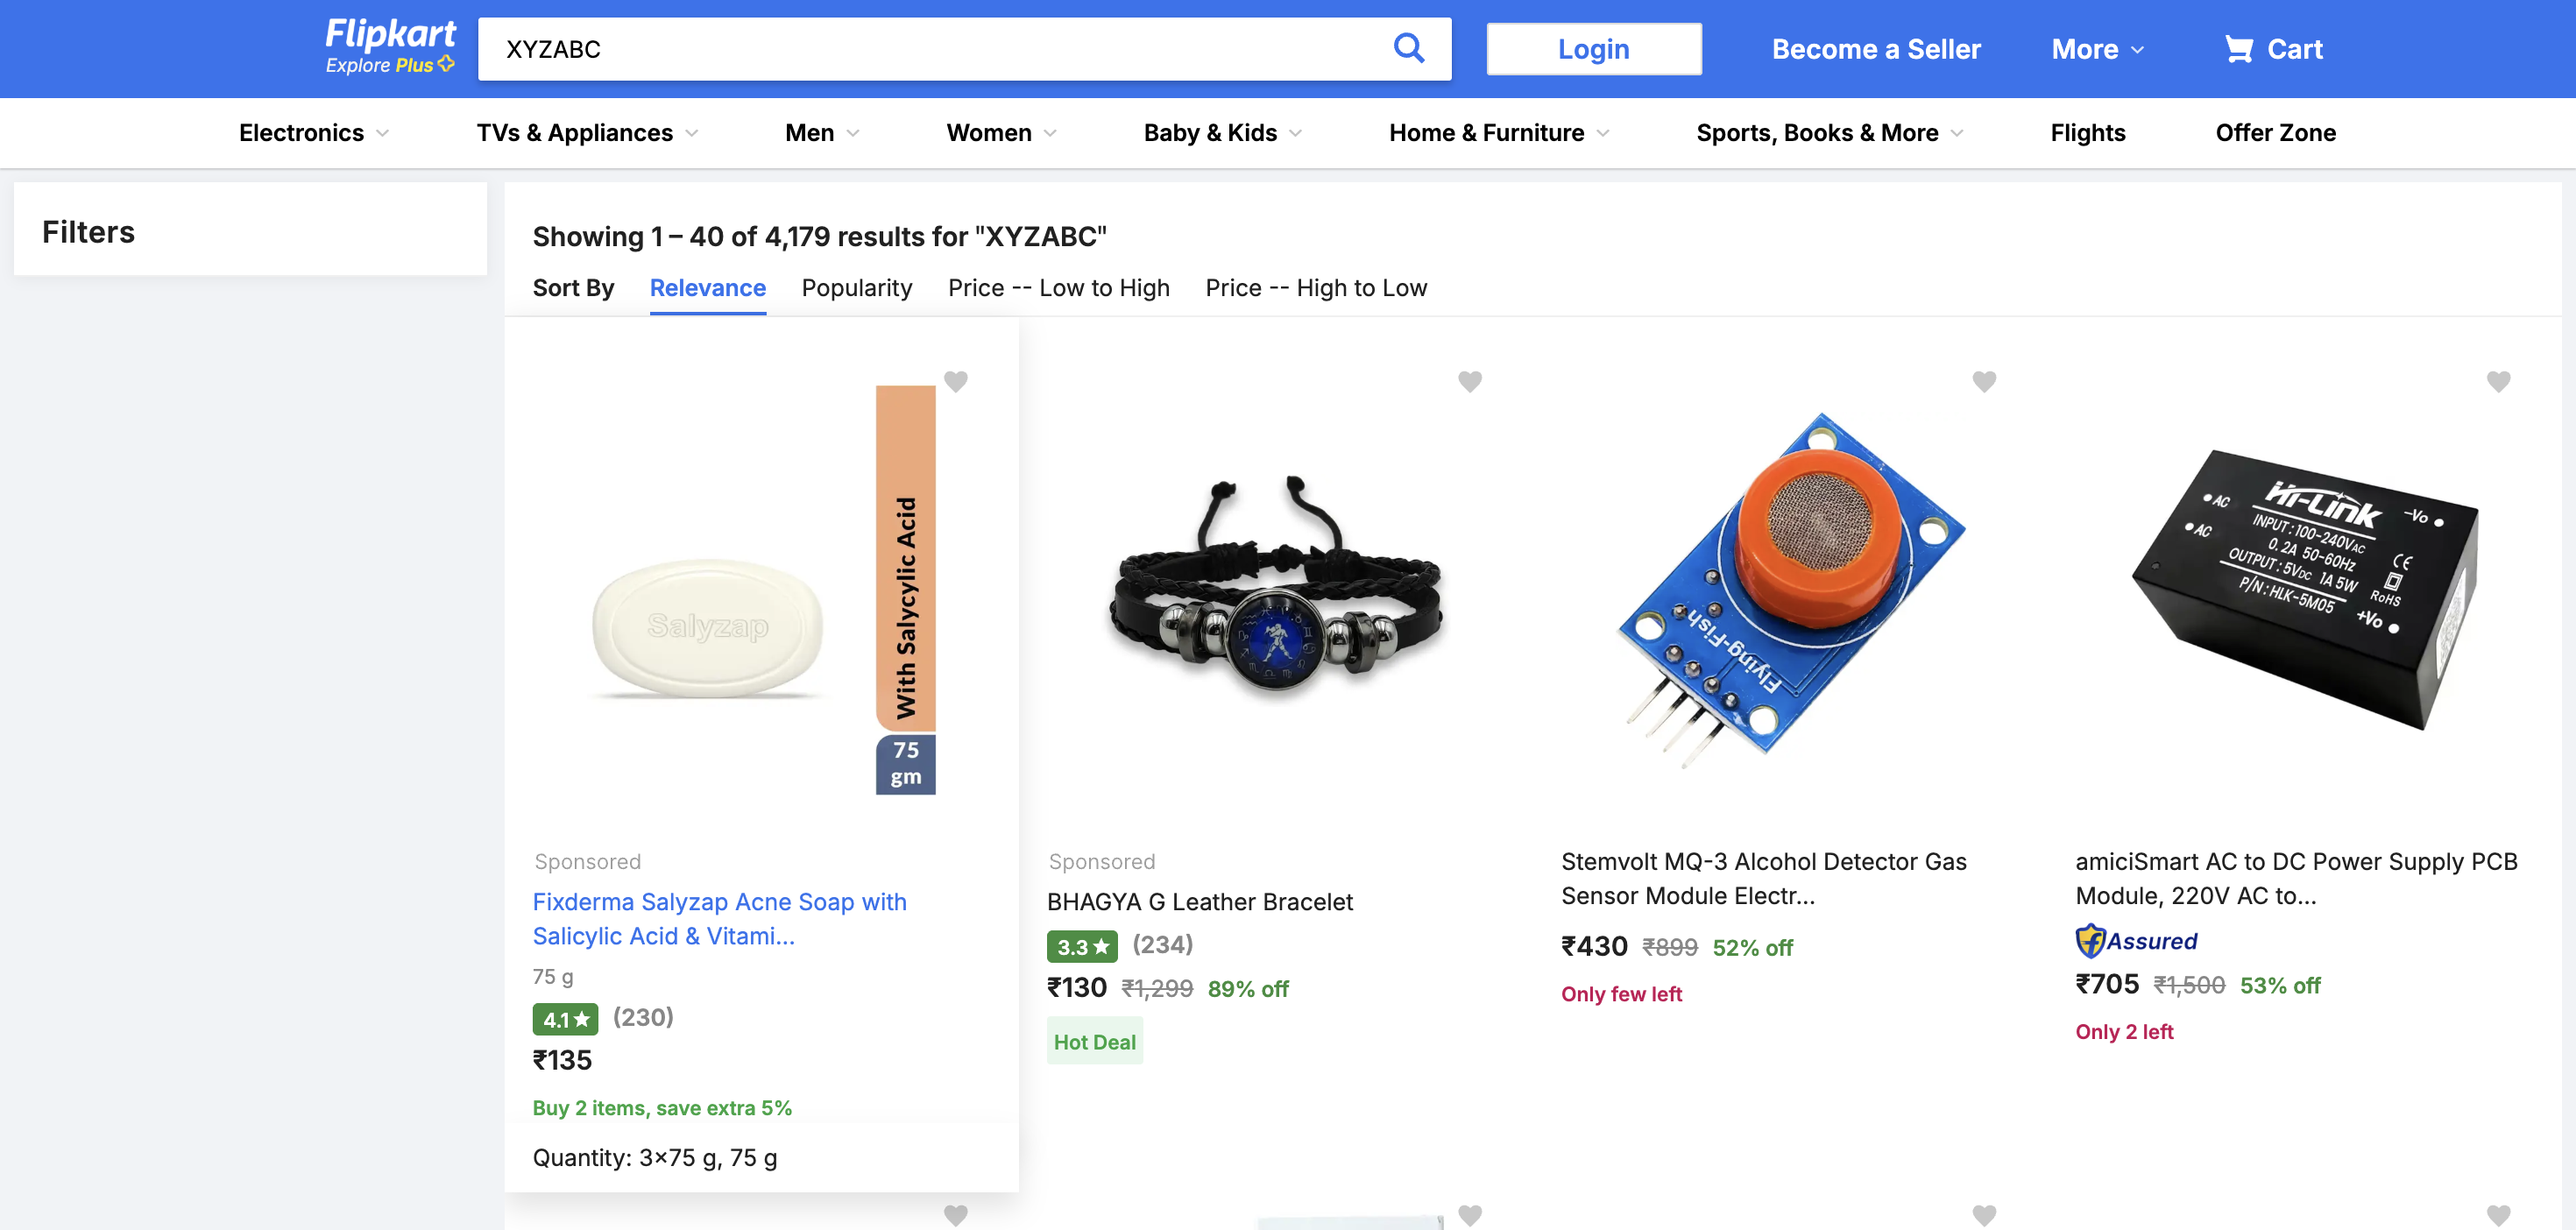 Flipkart
Explore Plus
XYZABC
Login
Become a Seller
More
Cart
Electronics
TVs & Appliances
Men
Women
Baby & Kids
Home & Furniture
Sports, Books & More
Flights
Offer Zone
Filters
Showing 1 – 40 of 4,179 results for "XYZABC"
Sort By
Relevance
Popularity
Price -- Low to High
Price -- High to Low
Salyzap
With Salycylic Acid
75
gm
Sponsored
Fixderma Salyzap Acne Soap with
Salicylic Acid & Vitami...
75 g
4.1★ (230)
₹135
Buy 2 items, save extra 5%
Quantity: 3×75 g, 75 g
Sponsored
BHAGYA G Leather Bracelet
3.3★ (234)
₹130 ₹1,299 89% off
Hot Deal
Flying-Fish
Stemvolt MQ-3 Alcohol Detector Gas
Sensor Module Electr...
₹430 ₹899 52% off
Only few left
Hi-Link
AC
AC
-Vo
+Vo
INPUT:100-240VAC
0.2A 50-60Hz
OUTPUT:5VDC 1A 5W
P/N:HLK-5M05
CE
RoHS
amiciSmart AC to DC Power Supply PCB
Module, 220V AC to...
f Assured
₹705 ₹1,500 53% off
Only 2 left